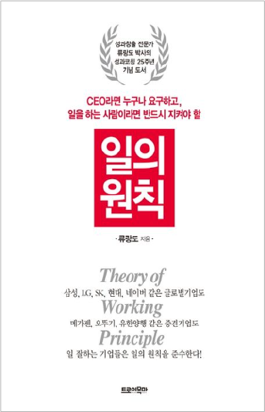 성과창출 전문가
류랑도 박사의
성과코칭 25주년
기념 도서
CEO라면 누구나 요구하고,
일을 하는 사람이라면 반드시 지켜야 할
일의
원칙
· 류랑도 지음 ·
Theory of
삼성, LG, SK, 현대, 네이버 같은 글로벌기업도
Working
메가젠, 오뚜기, 유한양행 같은 중견기업도
Principle
일 잘하는 기업들은 일의 원칙을 준수한다!
트로이목마